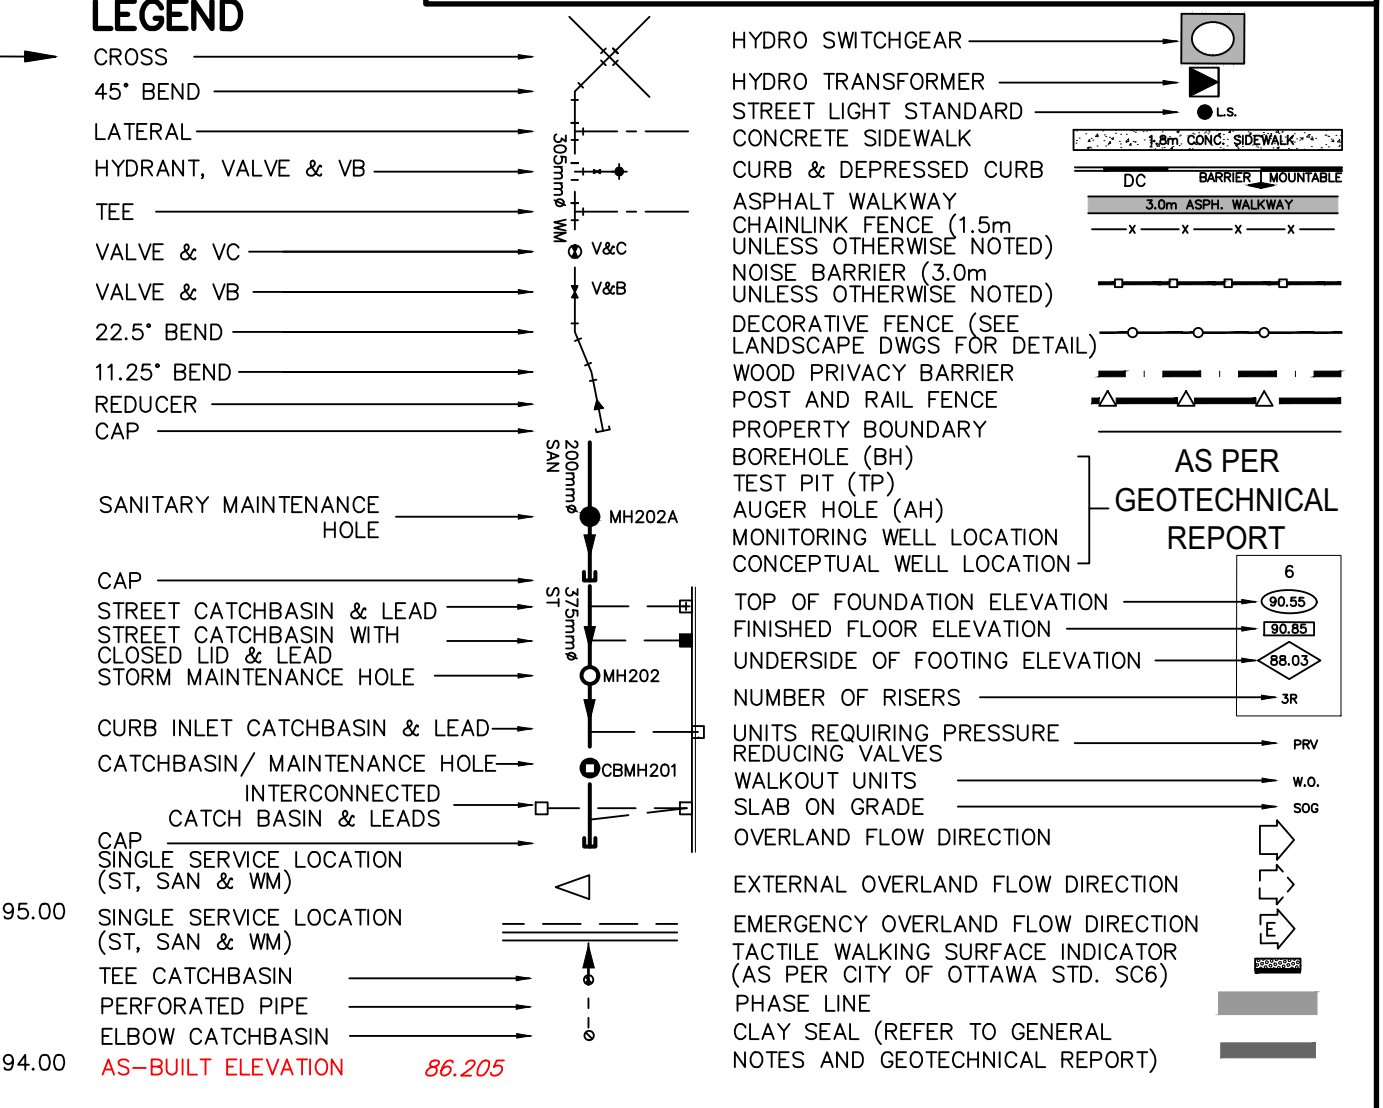 LEGEND
CROSS
45° BEND
LATERAL
HYDRANT, VALVE & VB
TEE
VALVE & VC
VALVE & VB
22.5° BEND
11.25° BEND
REDUCER
CAP
SANITARY MAINTENANCE
HOLE
CAP
STREET CATCHBASIN & LEAD
STREET CATCHBASIN WITH
CLOSED LID & LEAD
STORM MAINTENANCE HOLE
CURB INLET CATCHBASIN & LEAD
CATCHBASIN/ MAINTENANCE HOLE
INTERCONNECTED
CATCH BASIN & LEADS
CAP
SINGLE SERVICE LOCATION
(ST, SAN & WM)
95.00
SINGLE SERVICE LOCATION
(ST, SAN & WM)
TEE CATCHBASIN
PERFORATED PIPE
ELBOW CATCHBASIN
94.00
AS-BUILT ELEVATION 86.205
305mmø WM
V&C
V&B
200mmø
SAN
MH202A
375mmø
ST
MH202
CBMH201
HYDRO SWITCHGEAR
HYDRO TRANSFORMER
STREET LIGHT STANDARD
L.S.
CONCRETE SIDEWALK
1.8m CONC. SIDEWALK
CURB & DEPRESSED CURB
DC BARRIER MOUNTABLE
ASPHALT WALKWAY
3.0m ASPH. WALKWAY
CHAINLINK FENCE (1.5m
UNLESS OTHERWISE NOTED)
X X X X
NOISE BARRIER (3.0m
UNLESS OTHERWISE NOTED)
DECORATIVE FENCE (SEE
LANDSCAPE DWGS FOR DETAIL)
WOOD PRIVACY BARRIER
POST AND RAIL FENCE
PROPERTY BOUNDARY
BOREHOLE (BH)
TEST PIT (TP)
AUGER HOLE (AH)
MONITORING WELL LOCATION
CONCEPTUAL WELL LOCATION
AS PER
GEOTECHNICAL
REPORT
6
TOP OF FOUNDATION ELEVATION
90.55
FINISHED FLOOR ELEVATION
90.85
UNDERSIDE OF FOOTING ELEVATION
88.03
NUMBER OF RISERS
3R
UNITS REQUIRING PRESSURE
REDUCING VALVES
PRV
WALKOUT UNITS
W.O.
SLAB ON GRADE
SOG
OVERLAND FLOW DIRECTION
EXTERNAL OVERLAND FLOW DIRECTION
EMERGENCY OVERLAND FLOW DIRECTION
E
TACTILE WALKING SURFACE INDICATOR
(AS PER CITY OF OTTAWA STD. SC6)
PHASE LINE
CLAY SEAL (REFER TO GENERAL
NOTES AND GEOTECHNICAL REPORT)